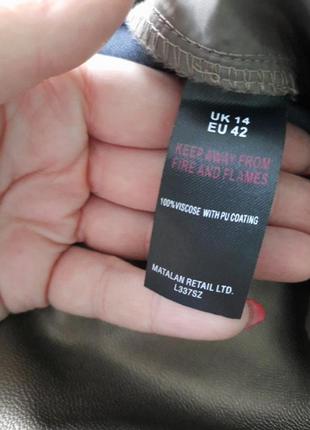 UK 14
EU 42
KEEP AWAY FROM
FIRE AND FLAMES
100%VISCOSE WITH PU COATING
MATALAN RETAIL LTD.
L337SZ